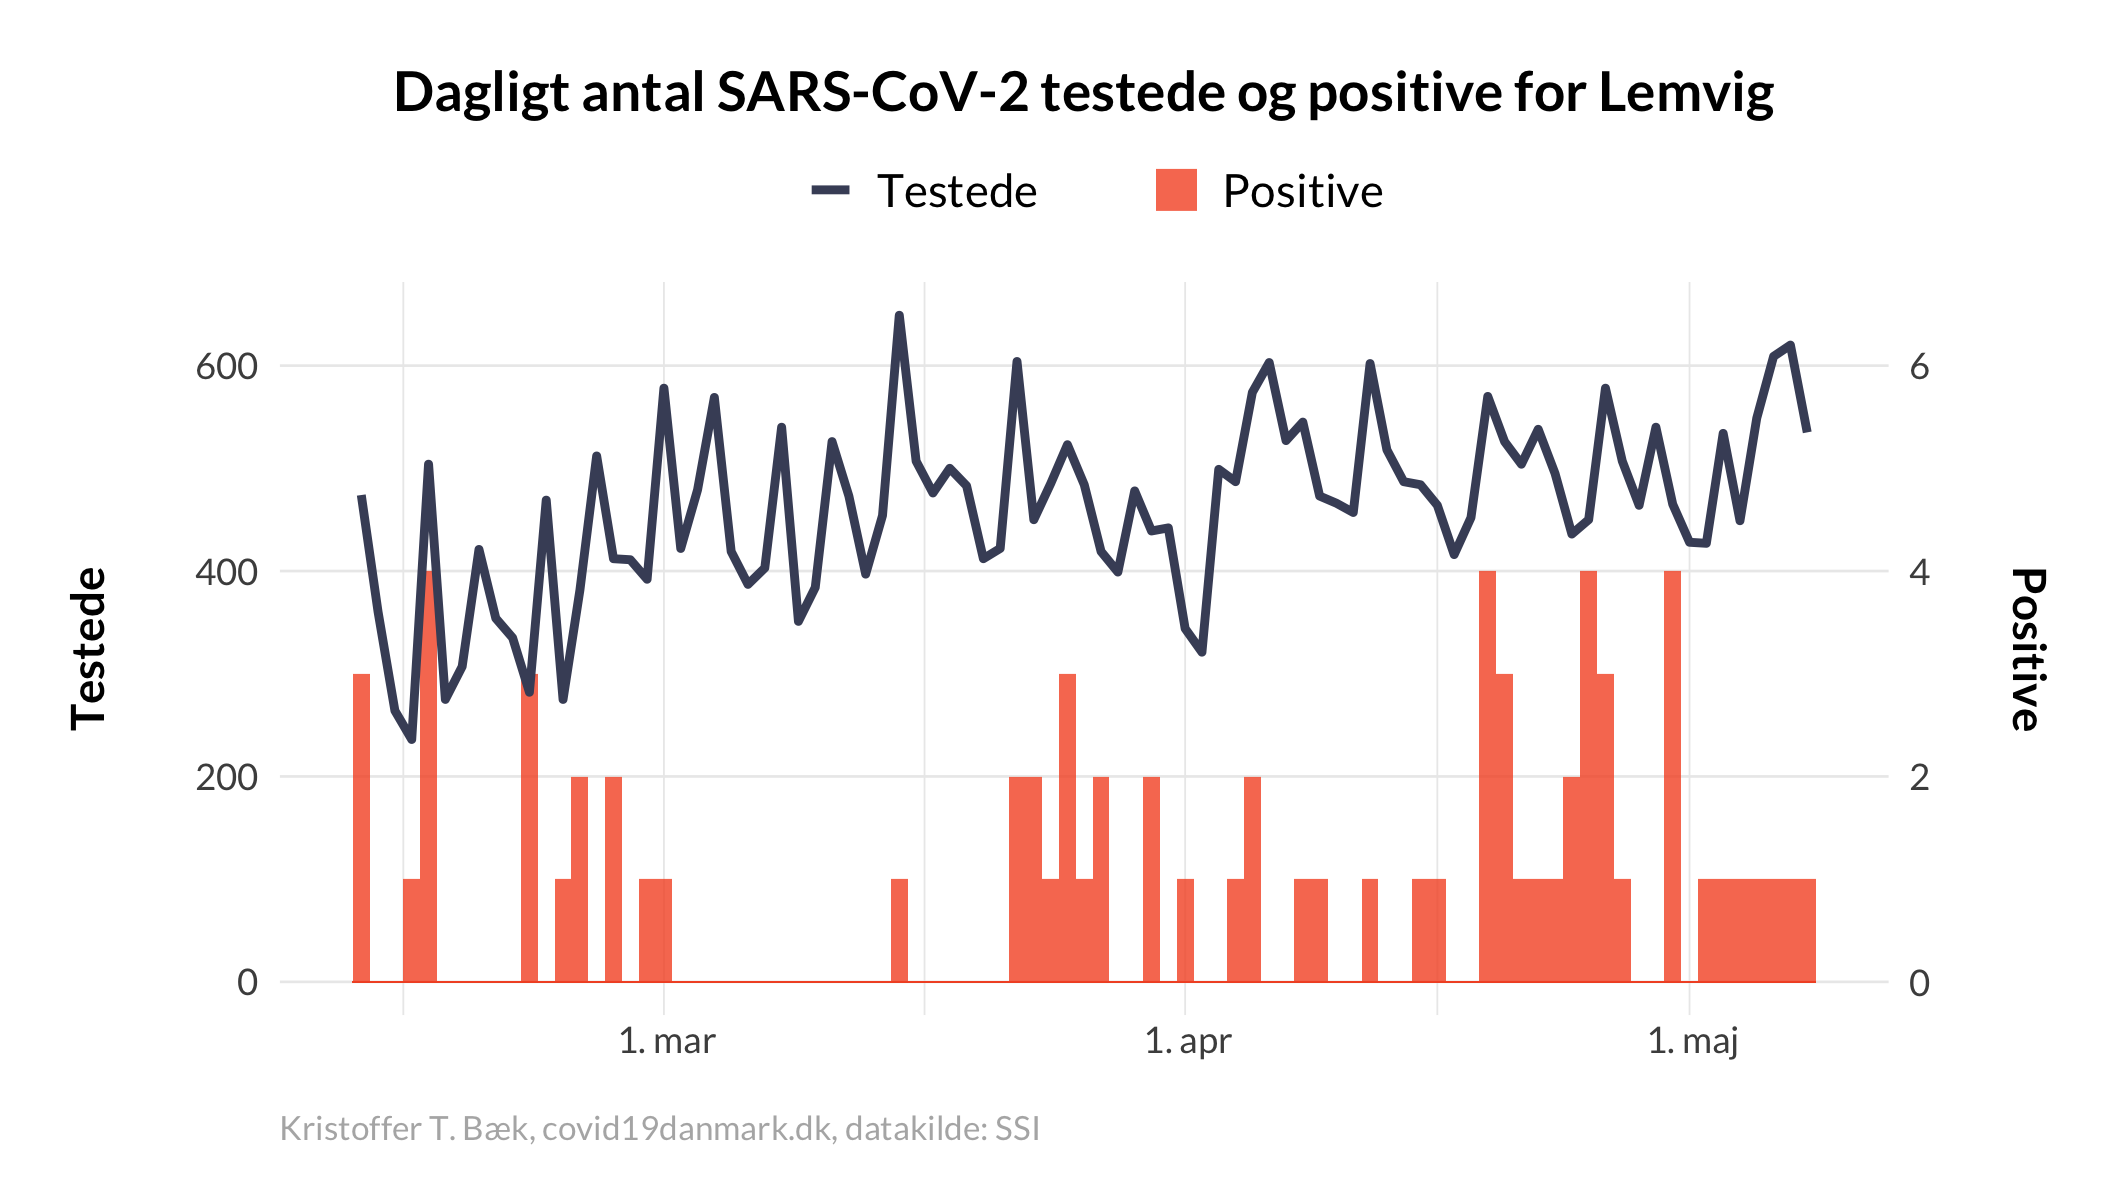 Dagligt antal SARS-CoV-2 testede og positive for Lemvig
Testede
Positive
600
400
200
0
6
4
2
0
Testede
Positive
1. mar
1. apr
1. maj
Kristoffer T. Bæk, covid19danmark.dk, datakilde: SSI